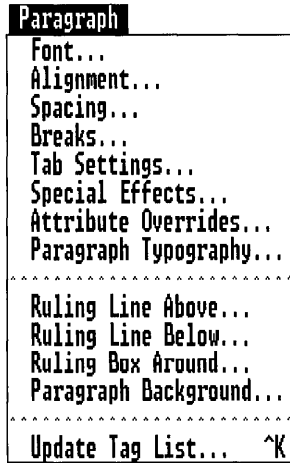 Paragraph
Font...
Alignment...
Spacing...
Breaks...
Tab Settings...
Special Effects...
Attribute Overrides...
Paragraph Typography...
Ruling Line Above...
Ruling Line Below...
Ruling Box Around...
Paragraph Background...
Update Tag List... ^K